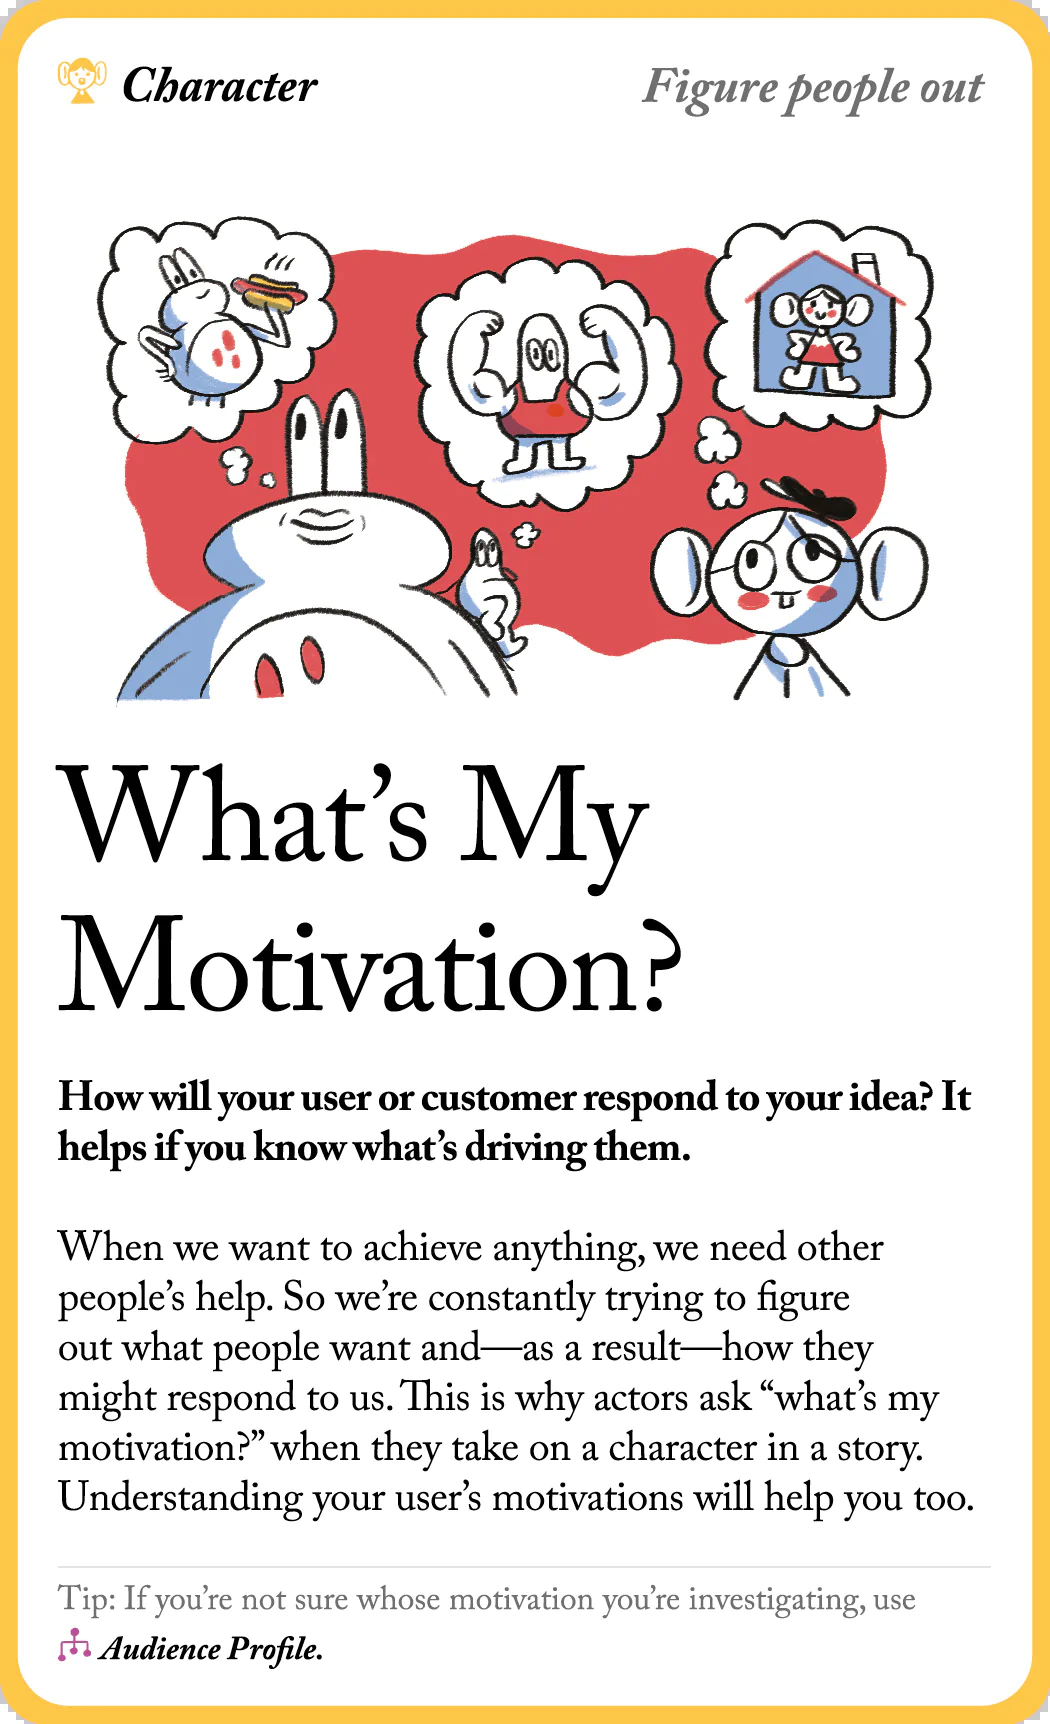 Character
Figure people out
What’s My
Motivation?
How will your user or customer respond to your idea? It
helps if you know what’s driving them.
When we want to achieve anything, we need other
people’s help. So we’re constantly trying to figure
out what people want and—as a result—how they
might respond to us. This is why actors ask “what’s my
motivation?” when they take on a character in a story.
Understanding your user’s motivations will help you too.
Tip: If you’re not sure whose motivation you’re investigating, use
Audience Profile.